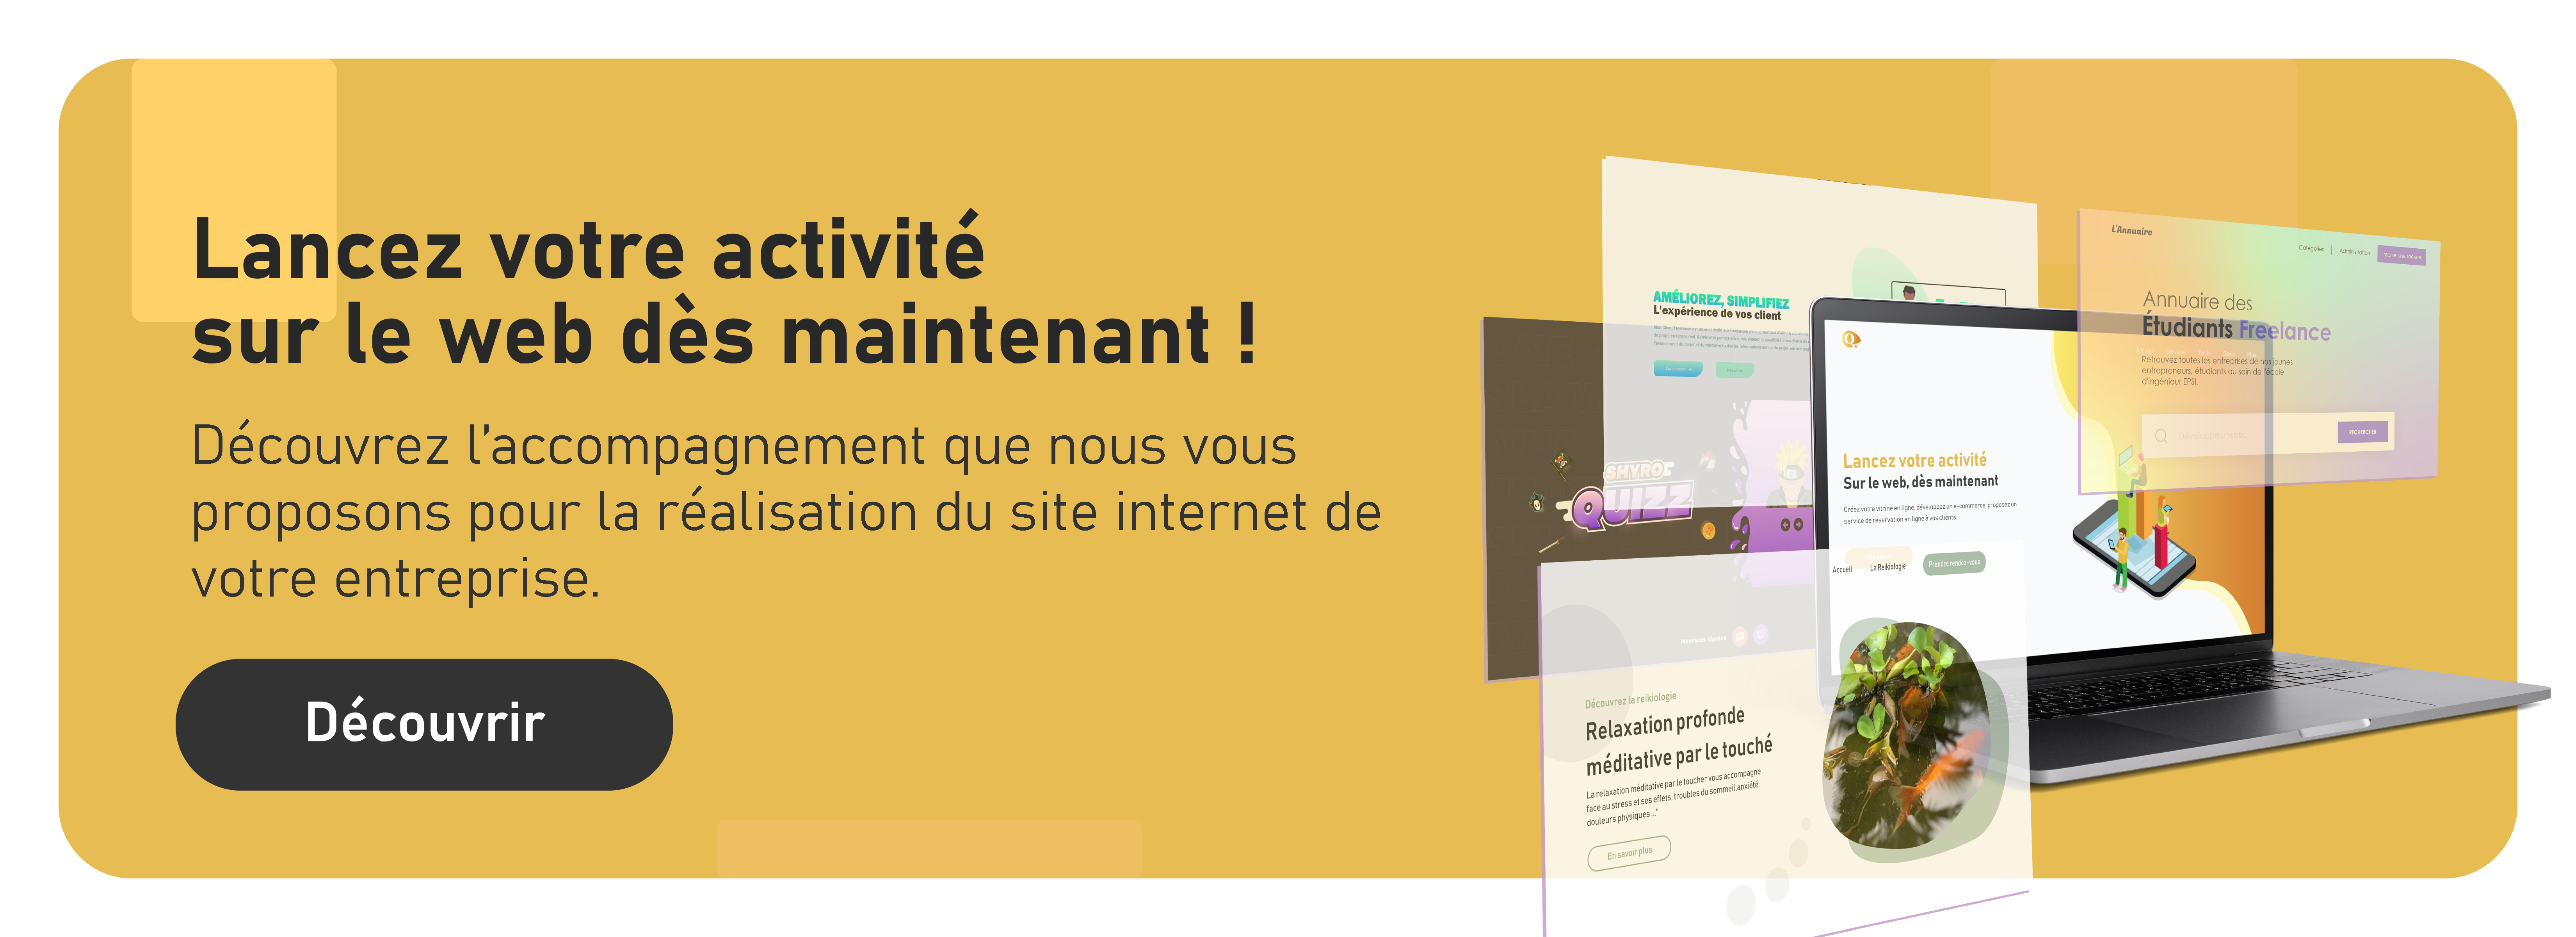 Lancez votre activité
sur le web dès maintenant !
Découvrez l’accompagnement que nous vous
proposons pour la réalisation du site internet de
votre entreprise.
Découvrir
AMÉLIOREZ, SIMPLIFIEZ
L'expérience de vos client
SHYRO
QUIZZ
Mentions légales
Lancez votre activité
Sur le web, dès maintenant
Créez votre vitrine en ligne, développez un e-commerce, proposez un
service de réservation en ligne à vos clients...
L'Annuaire
Catégories
Administration
Annuaire des
Étudiants Freelance
Retrouvez toutes les entreprises de nos jeunes
entrepreneurs, étudiants au sein de l'école
d'ingénieur EPSI.
RECHERCHER
Accueil
La Reikiologie
Prendre rendez-vous
Découvrez la reikiologie
Relaxation profonde
méditative par le touché
La relaxation méditative par le toucher vous accompagne
face au stress et ses effets, troubles du sommeil,anxiété,
douleurs physiques ..."
En savoir plus